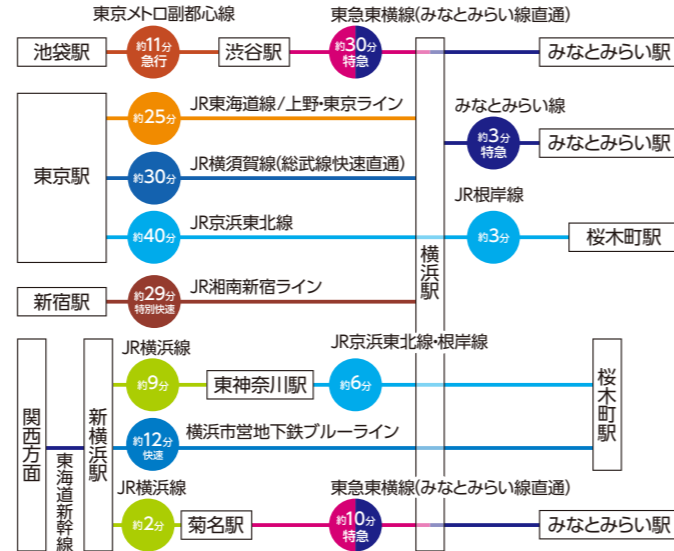 東京メトロ副都心線
東急東横線(みなとみらい線直通)
池袋駅
約11分
急行
渋谷駅
約30分
特急
みなとみらい駅
JR東海道線/上野・東京ライン
約25分
みなとみらい線
約3分
特急
みなとみらい駅
東京駅
約30分
JR横須賀線(総武線快速直通)
JR根岸線
約40分
JR京浜東北線
約3分
桜木町駅
横浜駅
新宿駅
約29分
特別快速
JR湘南新宿ライン
関西方面
東海道新幹線
新横浜駅
JR横浜線
約9分
東神奈川駅
JR京浜東北線・根岸線
約6分
桜木町駅
約12分
快速
横浜市営地下鉄ブルーライン
JR横浜線
約2分
菊名駅
東急東横線(みなとみらい線直通)
約10分
特急
みなとみらい駅